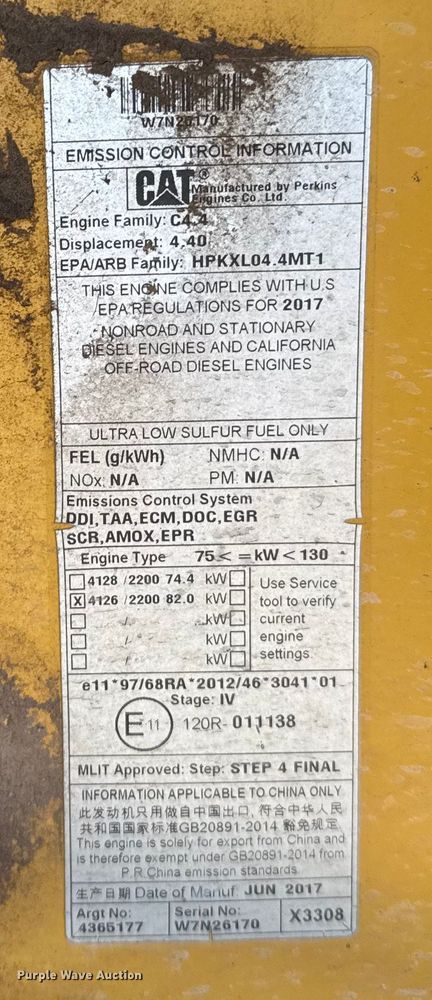 W7N26170
EMISSION CONTROL INFORMATION
CAT® Manufactured by Perkins
Engines Co. Ltd.
Engine Family: C4.4
Displacement: 4.40
EPA/ARB Family: HPKXL04.4MT1
THIS ENGINE COMPLIES WITH U.S
EPA REGULATIONS FOR 2017
NONROAD AND STATIONARY
DIESEL ENGINES AND CALIFORNIA
OFF-ROAD DIESEL ENGINES
ULTRA LOW SULFUR FUEL ONLY
FEL (g/kWh) NMHC: N/A
NOx: N/A PM: N/A
Emissions Control System
DDI,TAA,ECM,DOC,EGR
SCR,AMOX,EPR
Engine Type 75< =kW<130
4128 /2200 74.4 kW Use Service
X 4126 /2200 82.0 kW tool to verify
/ kW current
/ kW engine
/ kW settings.
e11*97/68RA*2012/46*3041*01
Stage: IV
E 11 120R- 011138
MLIT Approved: Step: STEP 4 FINAL
INFORMATION APPLICABLE TO CHINA ONLY
此发动机只用做自中国出口, 符合中华人民
共和国国家标准GB20891-2014 豁免规定.
This engine is solely for export from China and
is therefore exempt under GB20891-2014 from
P.R.China emission standards
生产日期 Date of Manuf. JUN 2017
Argt No: Serial No: X3308
4365177 W7N26170
Purple Wave Auction